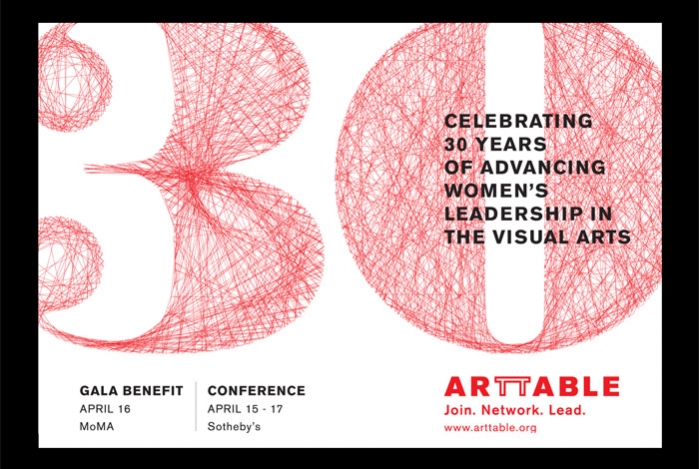 30
CELEBRATING
30 YEARS
OF ADVANCING
WOMEN'S
LEADERSHIP IN
THE VISUAL ARTS
GALA BENEFIT
APRIL 16
MoMA
CONFERENCE
APRIL 15 - 17
Sotheby's
ARTTABLE
Join. Network. Lead.
www.arttable.org